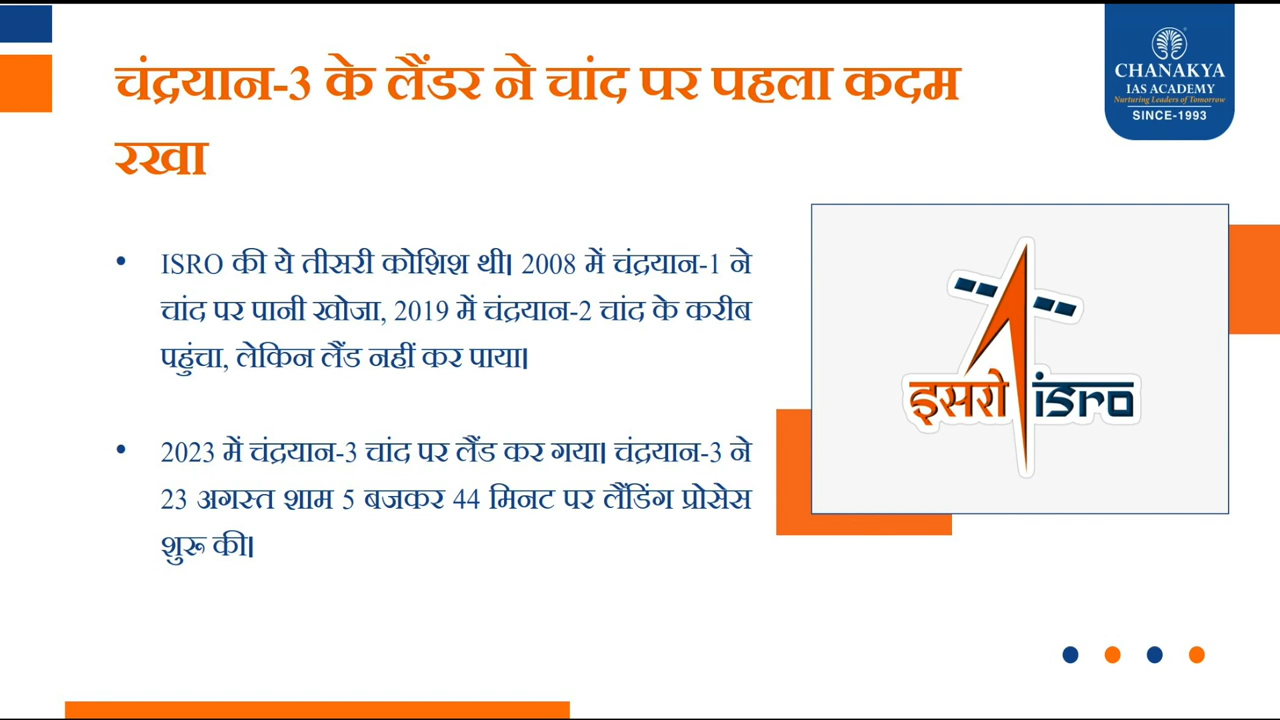 चंद्रयान-3 के लैंडर ने चांद पर पहला कदम
रखा
CHANAKYA
IAS ACADEMY
Nurturing Leaders of Tomorrow
SINCE-1993
• ISRO की ये तीसरी कोशिश थी। 2008 में चंद्रयान-1 ने
चांद पर पानी खोजा, 2019 में चंद्रयान-2 चांद के करीब
पहुंचा, लेकिन लैंड नहीं कर पाया।
• 2023 में चंद्रयान-3 चांद पर लैंड कर गया। चंद्रयान-3 ने
23 अगस्त शाम 5 बजकर 44 मिनट पर लैंडिंग प्रोसेस
शुरू की।
इसरो isro